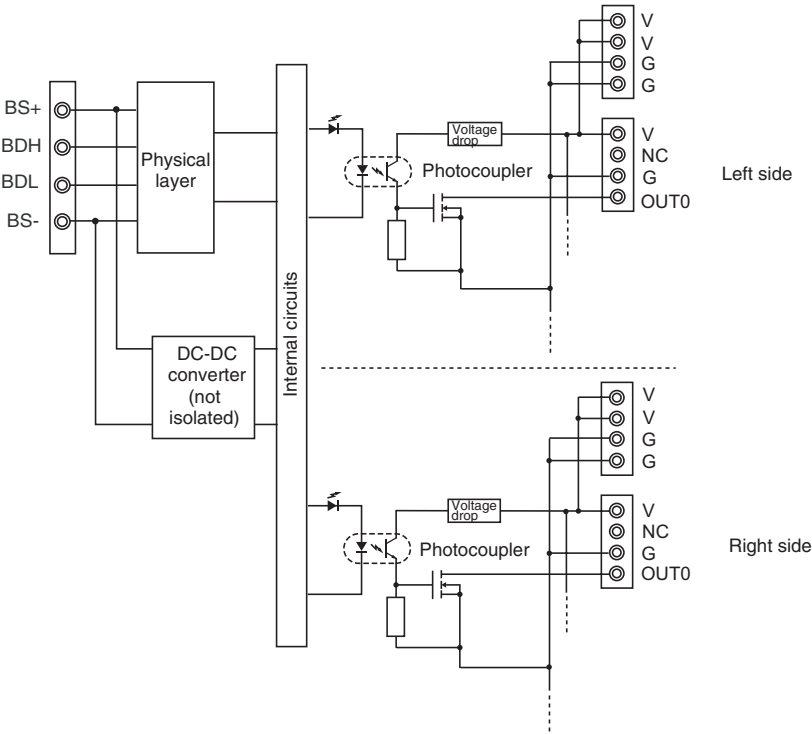 BS+
BDH
BDL
BS-
Physical
layer
DC-DC
converter
(not
isolated)
Internal circuits
Voltage
drop
Photocoupler
V
V
G
G
V
NC
G
OUT0
Left side
Voltage
drop
Photocoupler
V
V
G
G
V
NC
G
OUT0
Right side